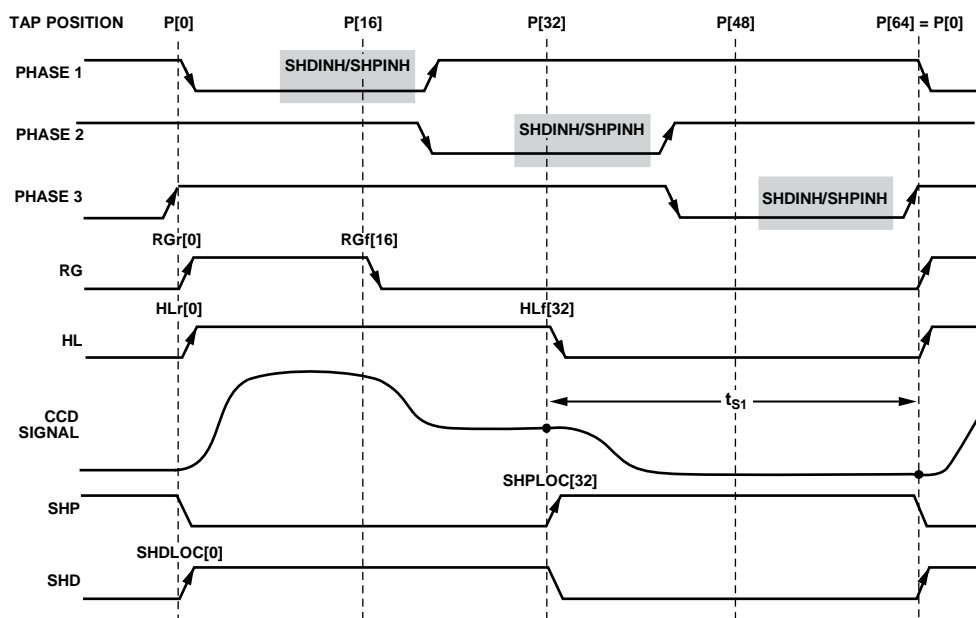 TAP POSITION P[0] P[16] P[32] P[48] P[64] = P[0]
PHASE 1
SHDINH/SHPINH
PHASE 2
SHDINH/SHPINH
PHASE 3
SHDINH/SHPINH
RGr[0] RGf[16]
RG
HLr[0] HLf[32]
HL
tS1
CCD
SIGNAL
SHPLOC[32]
SHP
SHDLOC[0]
SHD